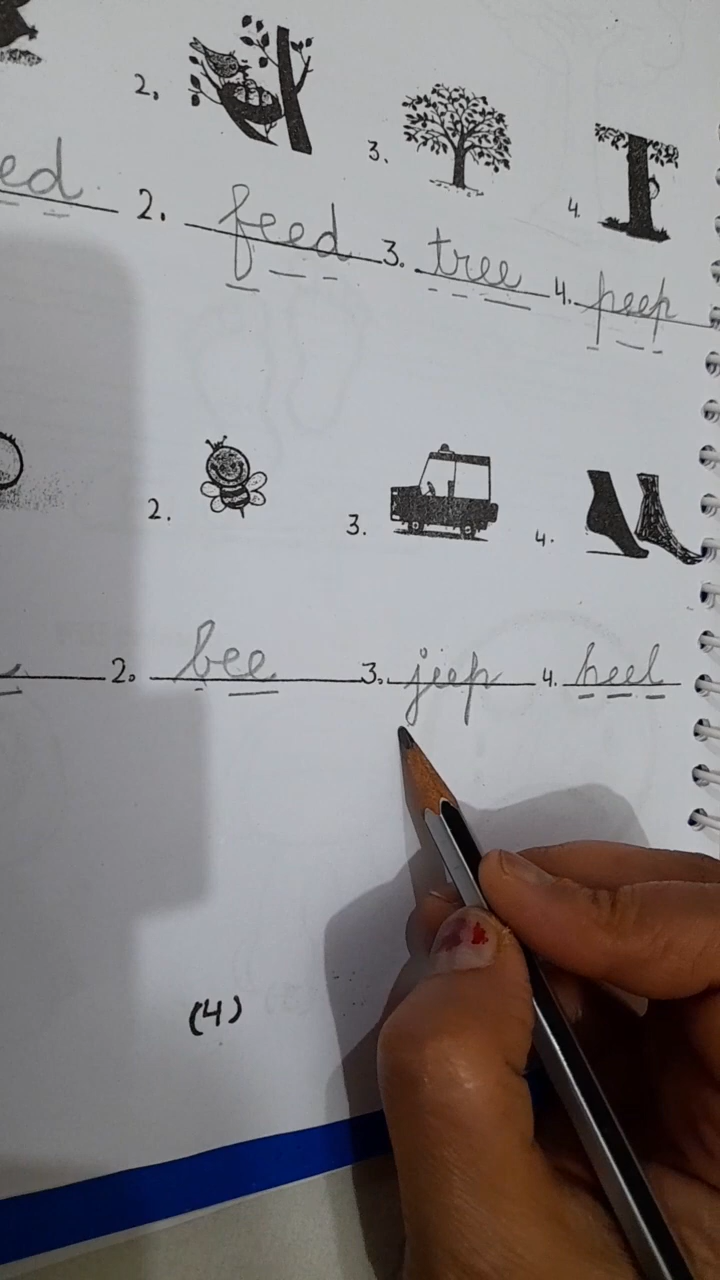 2. 3. 4.
ed 2. feed 3. tree 4. peep
2. 3. 4.
2. bee 3. jeep 4. heel
(4)